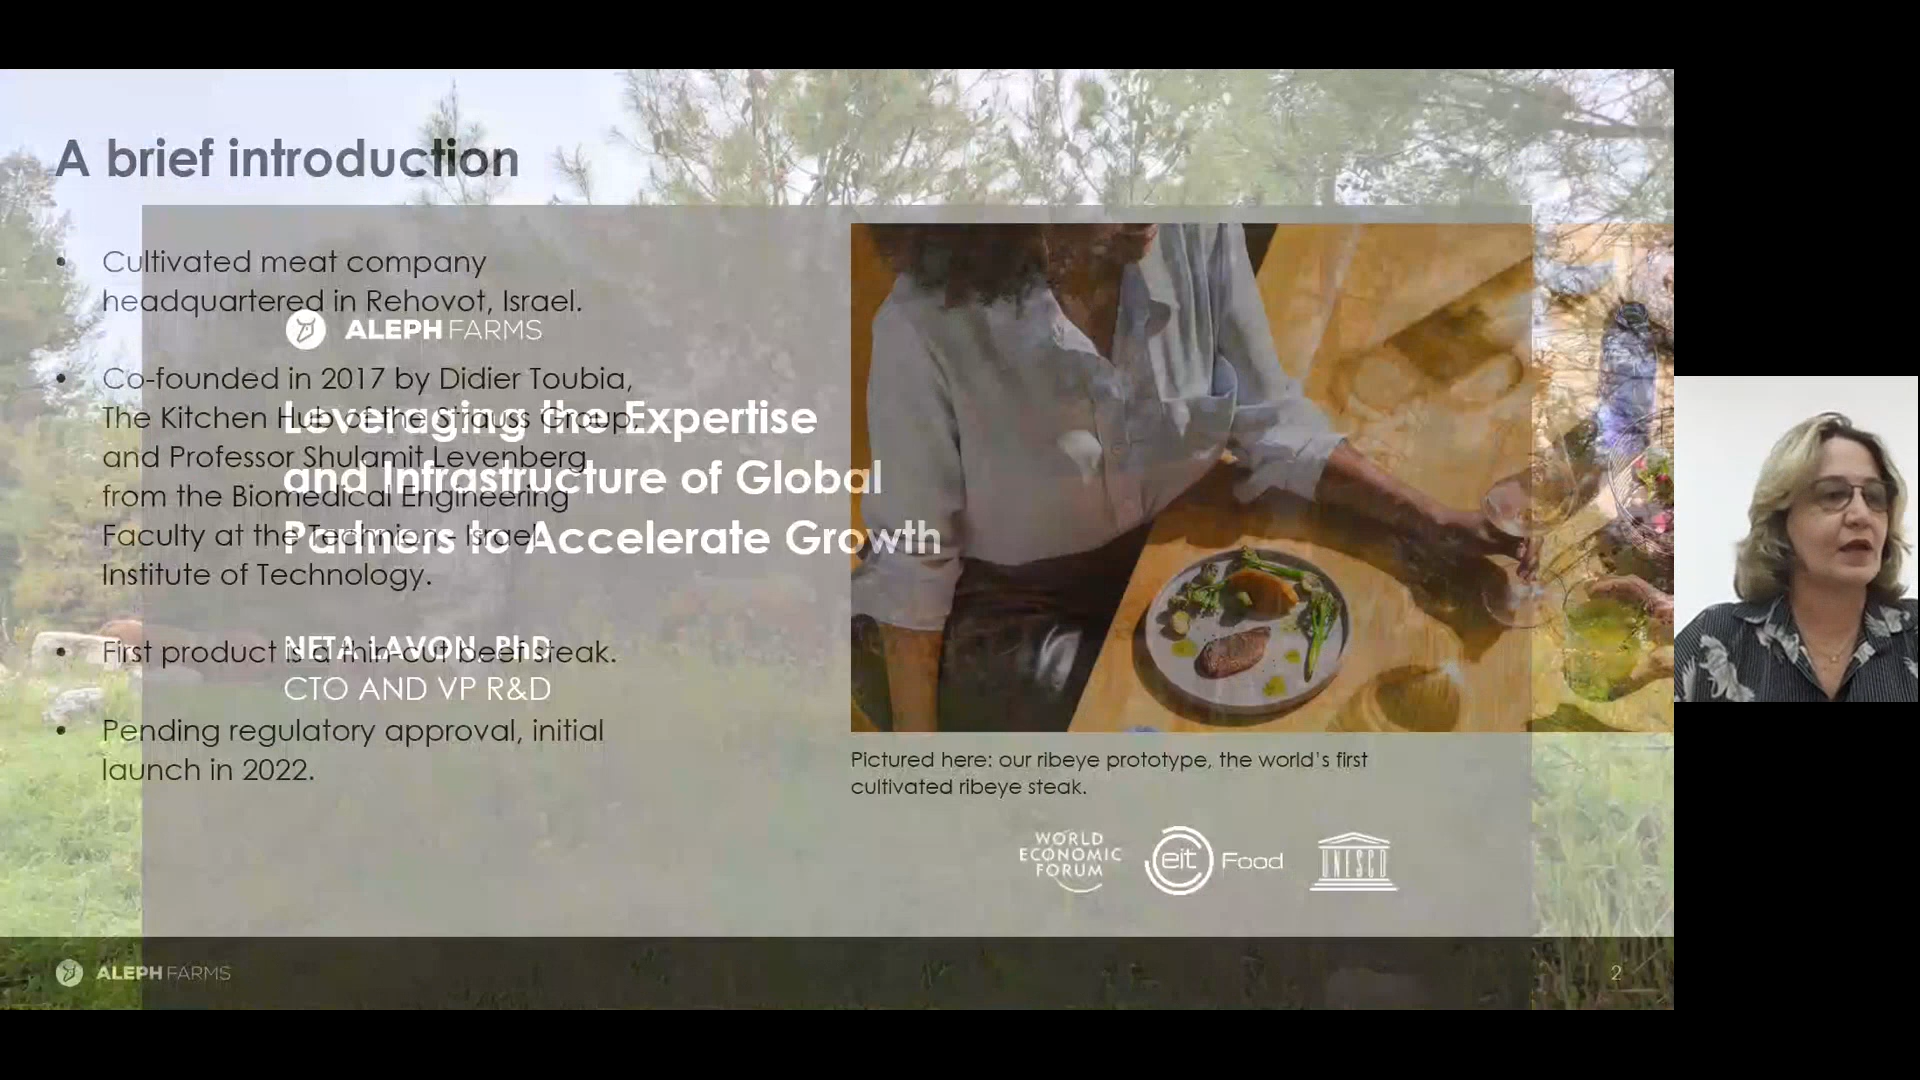 A brief introduction
• Cultivated meat company
headquartered in Rehovot, Israel.
• Co-founded in 2017 by Didier Toubia,
The Kitchen Hub of the Strauss Group,
and Professor Shulamit Levenberg
from the Biomedical Engineering
Faculty at the Technion - Israel
Institute of Technology.
• First product is a thin-cut beef steak.
• Pending regulatory approval, initial
launch in 2022.
ALEPH FARMS
Leveraging the Expertise
and Infrastructure of Global
Partners to Accelerate Growth
NETA LAVON, PhD
CTO AND VP R&D
Pictured here: our ribeye prototype, the world's first
cultivated ribeye steak.
WORLD
ECONOMIC
FORUM
eit Food
UNESCO
ALEPH FARMS
2